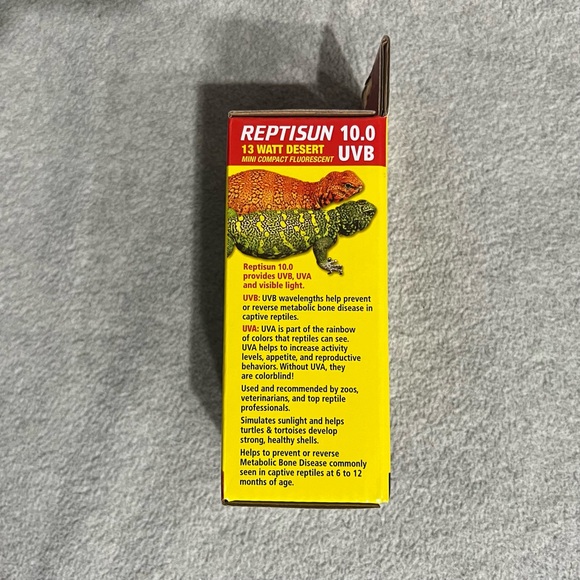 REPTISUN 10.0
13 WATT DESERT UVB
MINI COMPACT FLUORESCENT
Reptisun 10.0
provides UVB, UVA
and visible light.
UVB: UVB wavelengths help prevent
or reverse metabolic bone disease in
captive reptiles.
UVA: UVA is part of the rainbow
of colors that reptiles can see.
UVA helps to increase activity
levels, appetite, and reproductive
behaviors. Without UVA, they
are colorblind!
Used and recommended by zoos,
veterinarians, and top reptile
professionals.
Simulates sunlight and helps
turtles & tortoises develop
strong, healthy shells.
Helps to prevent or reverse
Metabolic Bone Disease commonly
seen in captive reptiles at 6 to 12
months of age.